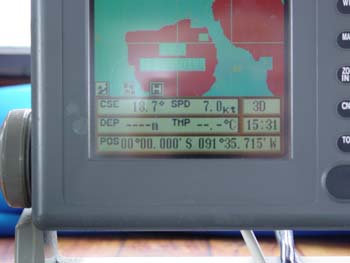 CSE 18.7° SPD 7.0kt 3D
DEP ----m TMP --.-°C 15:31
POS 00°00.000'S 091°35.715'W